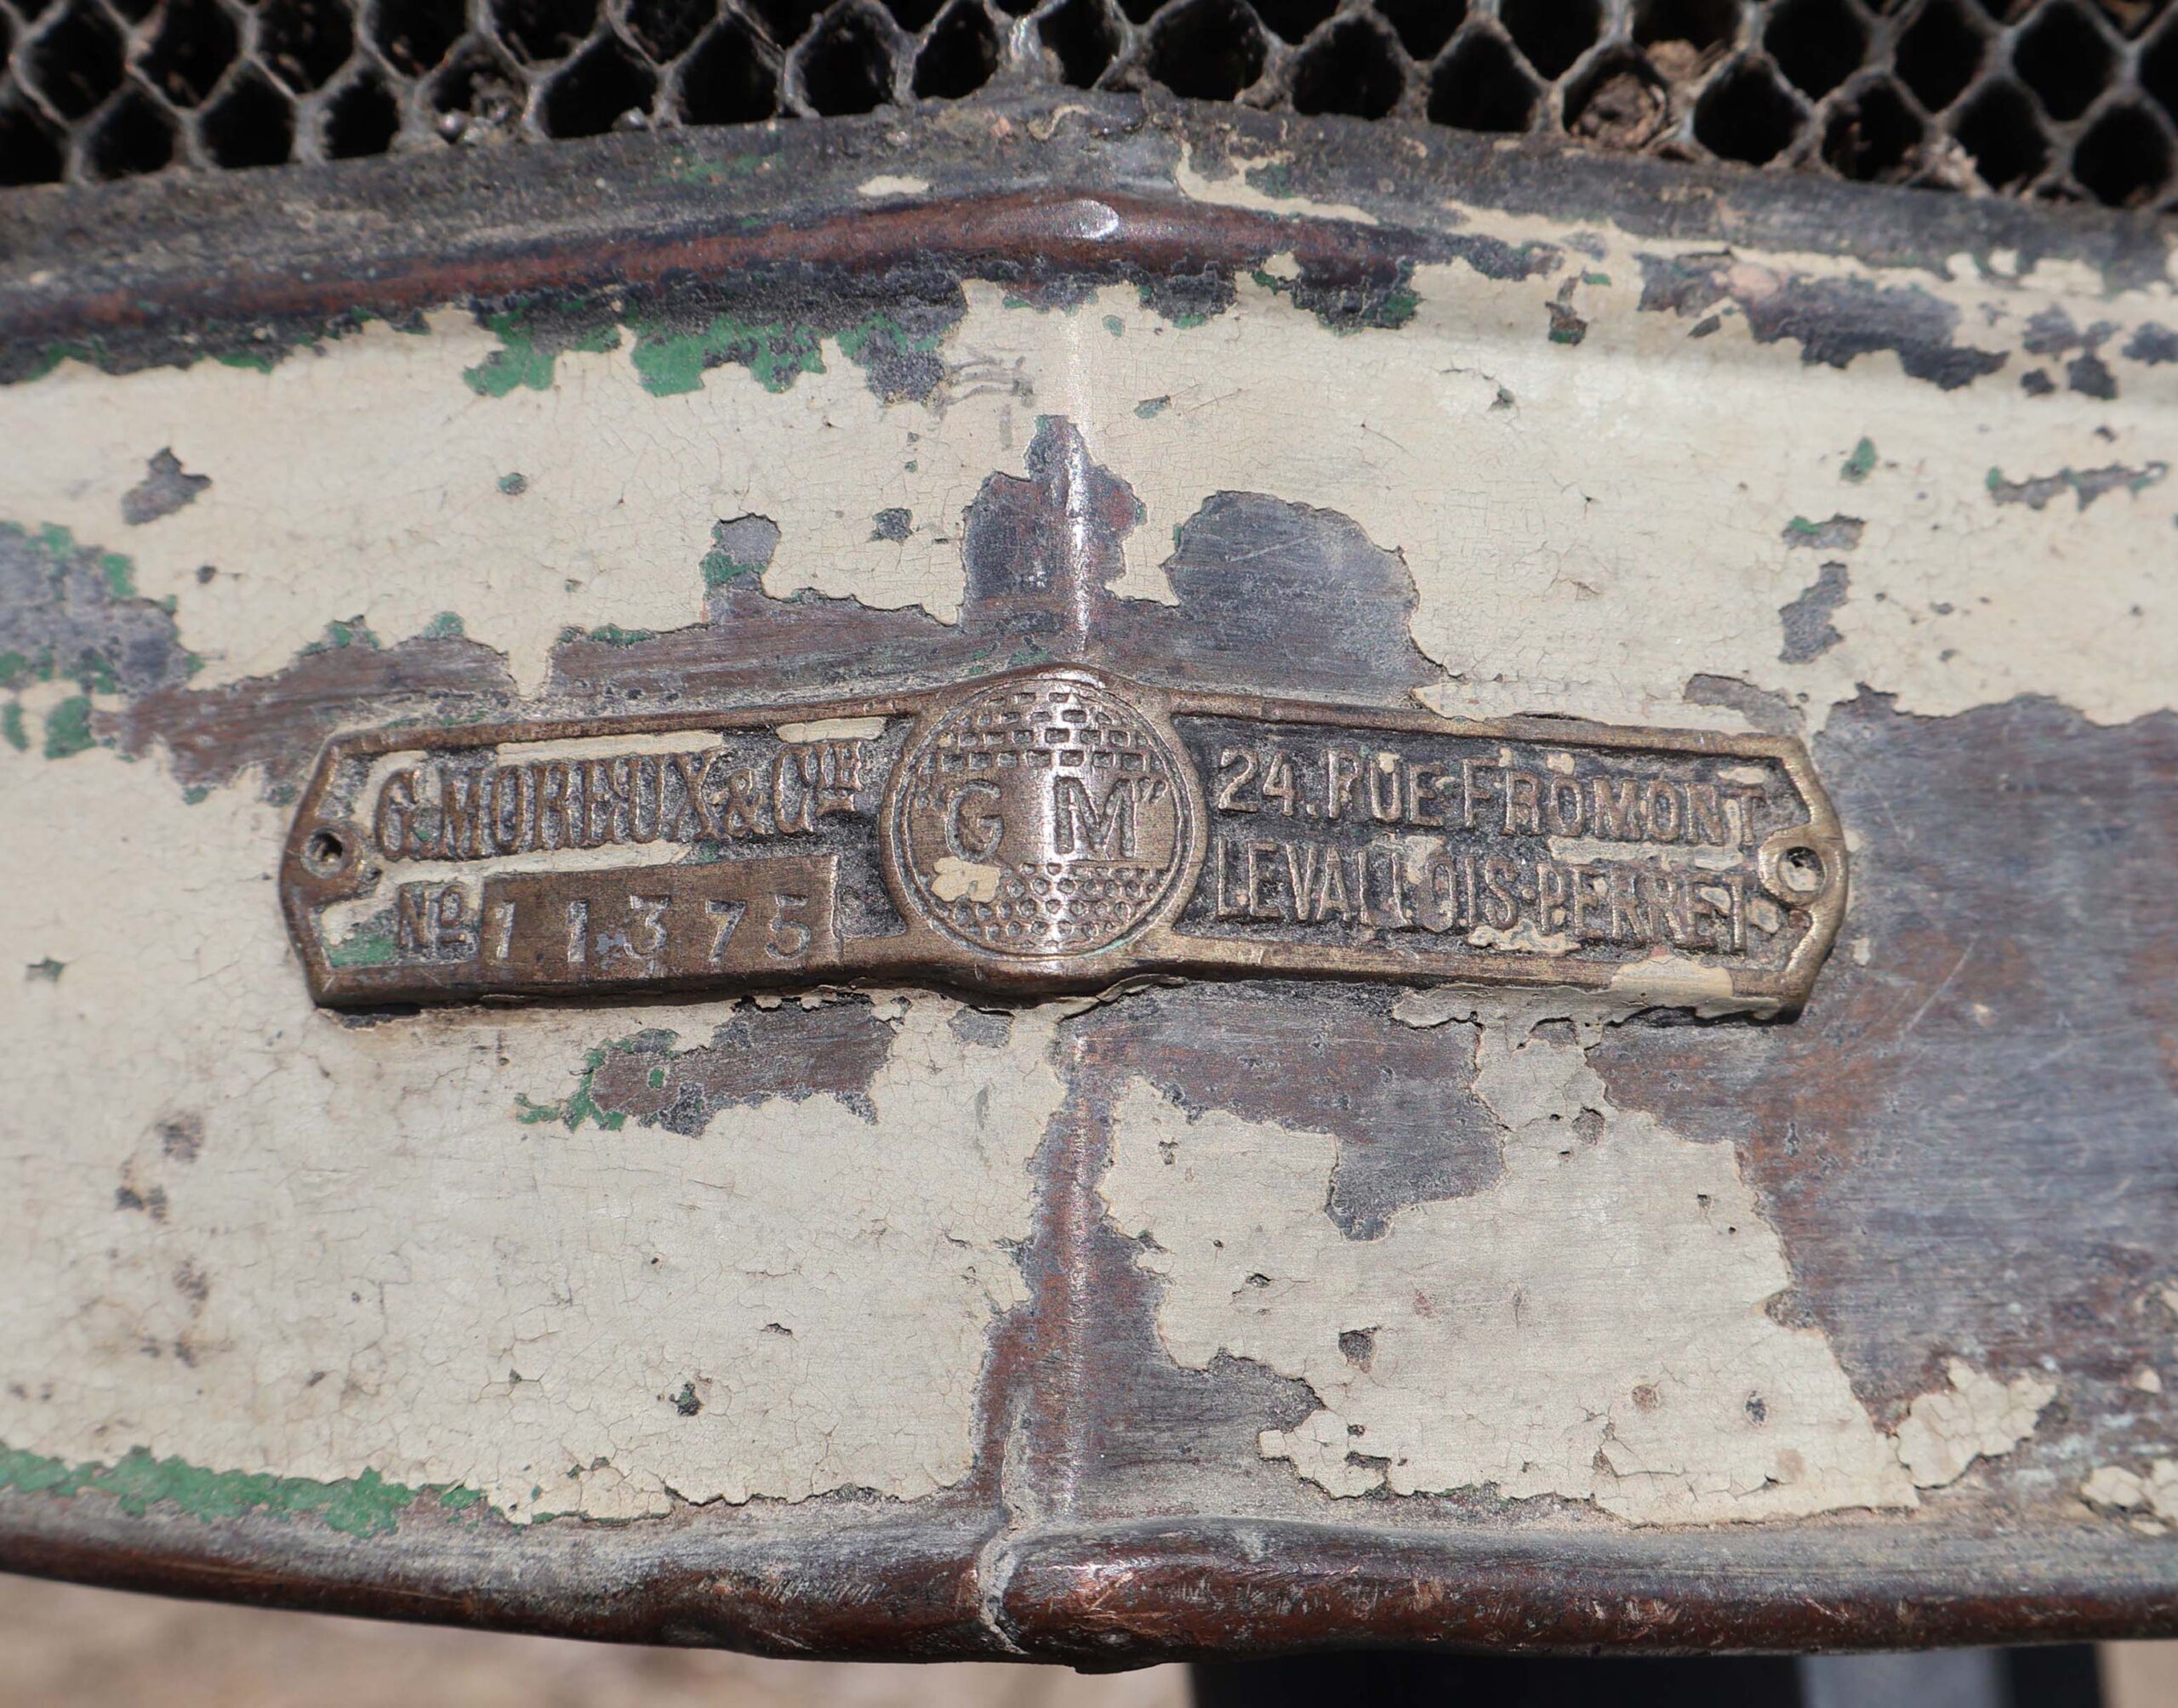 G. MOREUX & CIE
No 11375
"G M"
24. RUE FROMONT
LEVALLOIS-PERRET